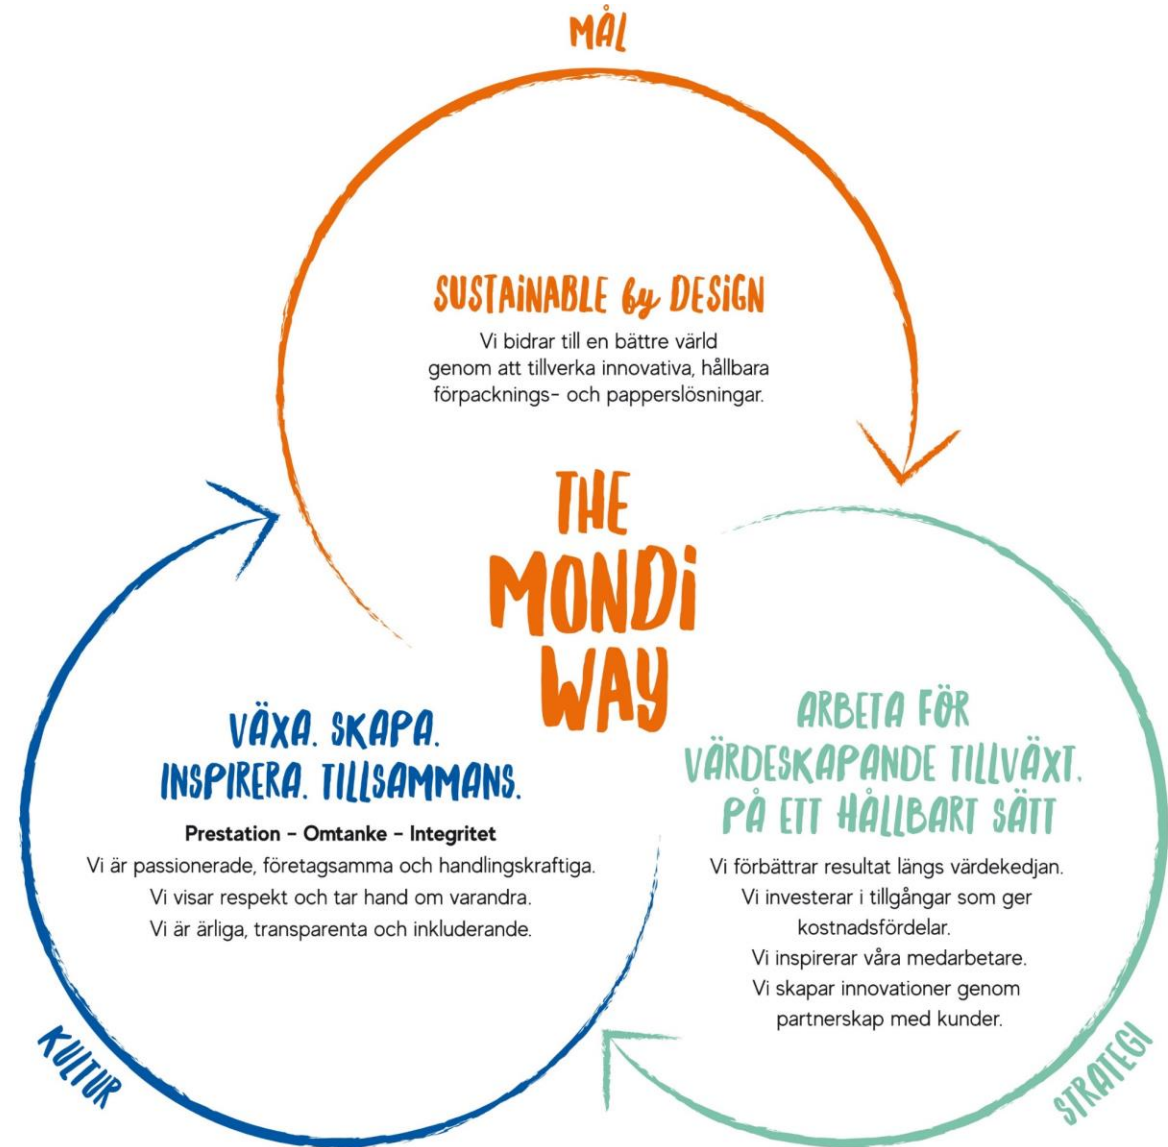 MÅL
SUSTAiNABLE by DESiGN
Vi bidrar till en bättre värld
genom att tillverka innovativa, hållbara
förpacknings- och papperslösningar.
THE
MONDi
WAY
VÄXA. SKAPA.
INSPIRERA. TILLSAMMANS.
Prestation – Omtanke – Integritet
Vi är passionerade, företagsamma och handlingskraftiga.
Vi visar respekt och tar hand om varandra.
Vi är ärliga, transparenta och inkluderande.
KULTUR
ARBETA FÖR
VÄRDESKAPANDE TILLVÄXT.
PÅ ETT HÅLLBART SÄTT
Vi förbättrar resultat längs värdekedjan.
Vi investerar i tillgångar som ger
kostnadsfördelar.
Vi inspirerar våra medarbetare.
Vi skapar innovationer genom
partnerskap med kunder.
STRATEGI